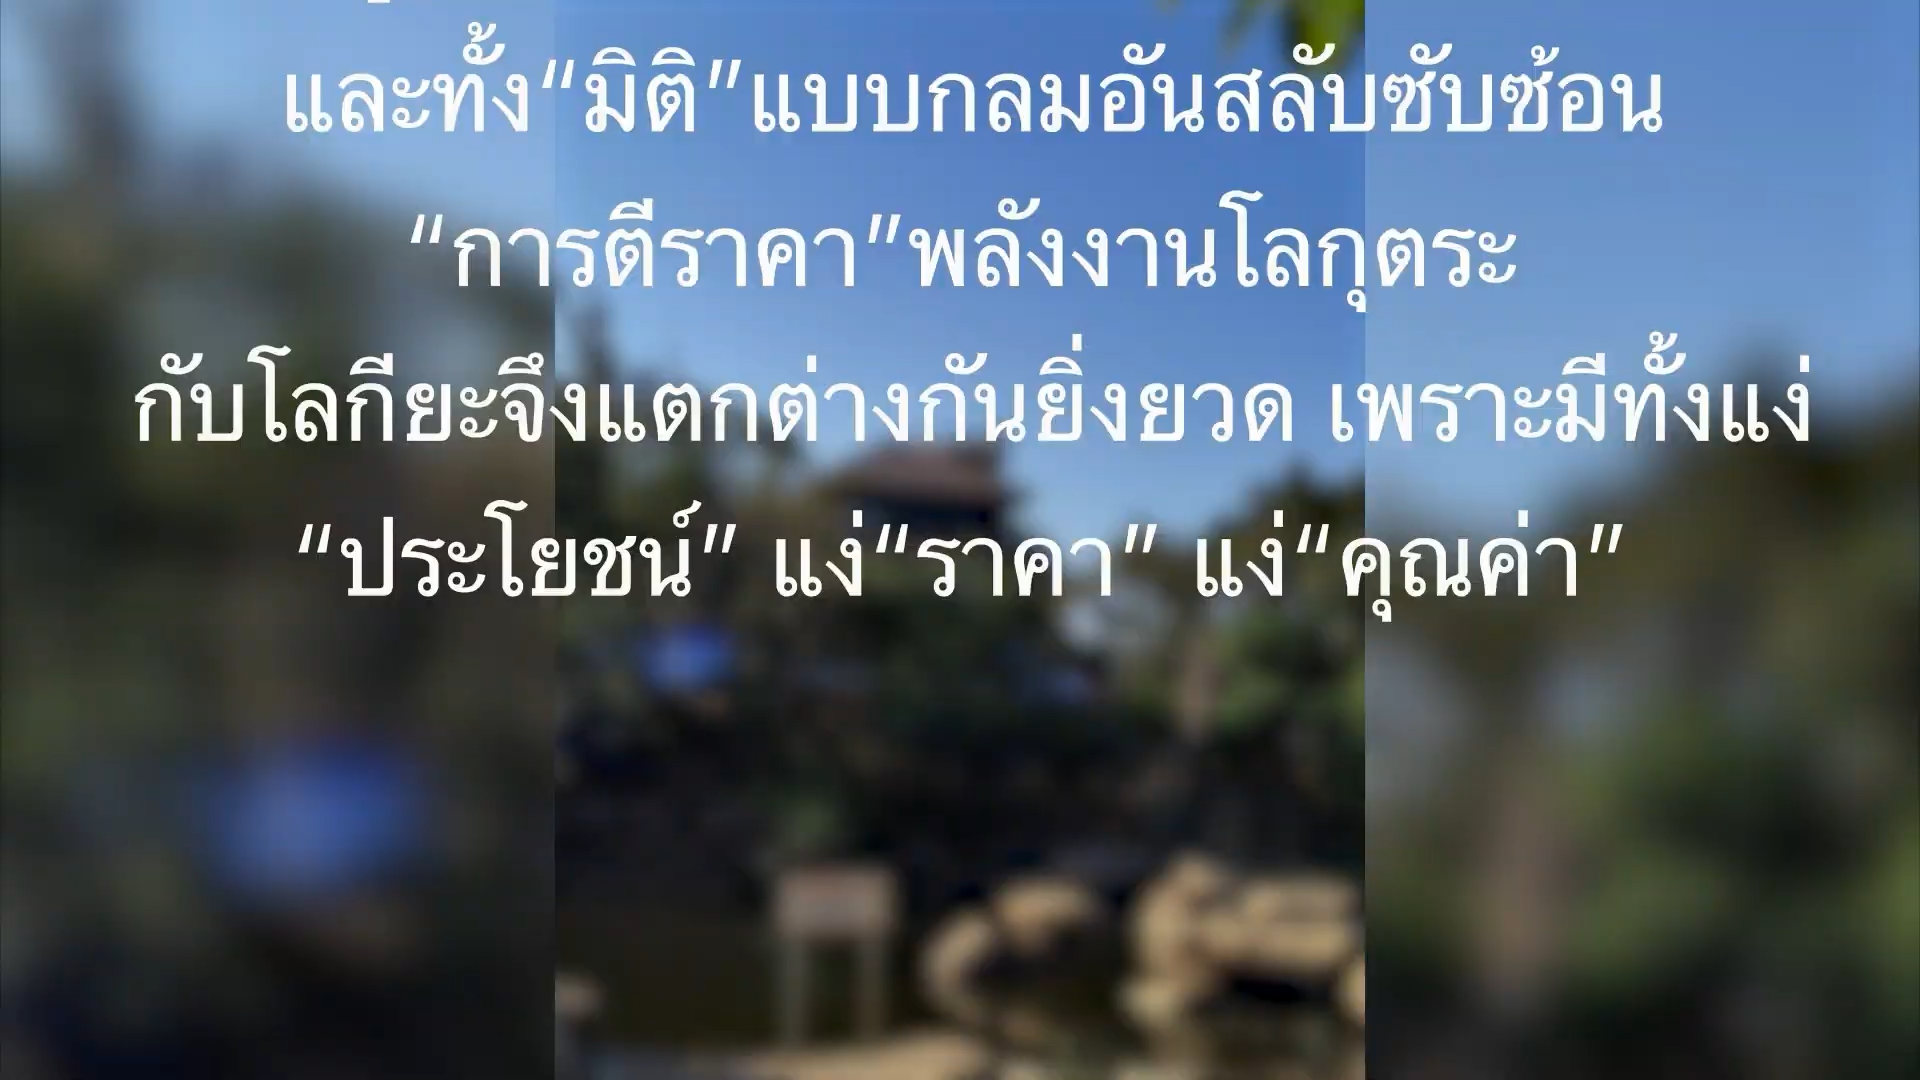 และทั้ง“มิติ”แบบกลมอันสลับซับซ้อน
“การตีราคา”พลังงานโลกุตระ
กับโลกียะจึงแตกต่างกันยิ่งยวด เพราะมีทั้งแง่
“ประโยชน์” แง่“ราคา” แง่“คุณค่า”